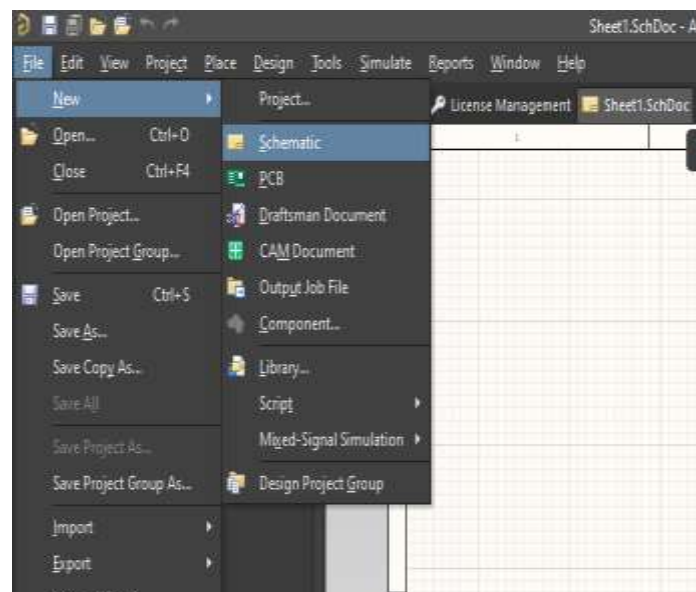 Sheet1.SchDoc - A
File Edit View Project Place Design Tools Simulate Reports Window Help
License Management Sheet1.SchDoc
1
New
Open... Ctrl+O
Close Ctrl+F4
Open Project...
Open Project Group...
Save Ctrl+S
Save As...
Save Copy As...
Save All
Save Project As...
Save Project Group As...
Import
Export
Project...
Schematic
PCB
Draftsman Document
CAM Document
Output Job File
Component...
Library...
Script
Mixed-Signal Simulation
Design Project Group